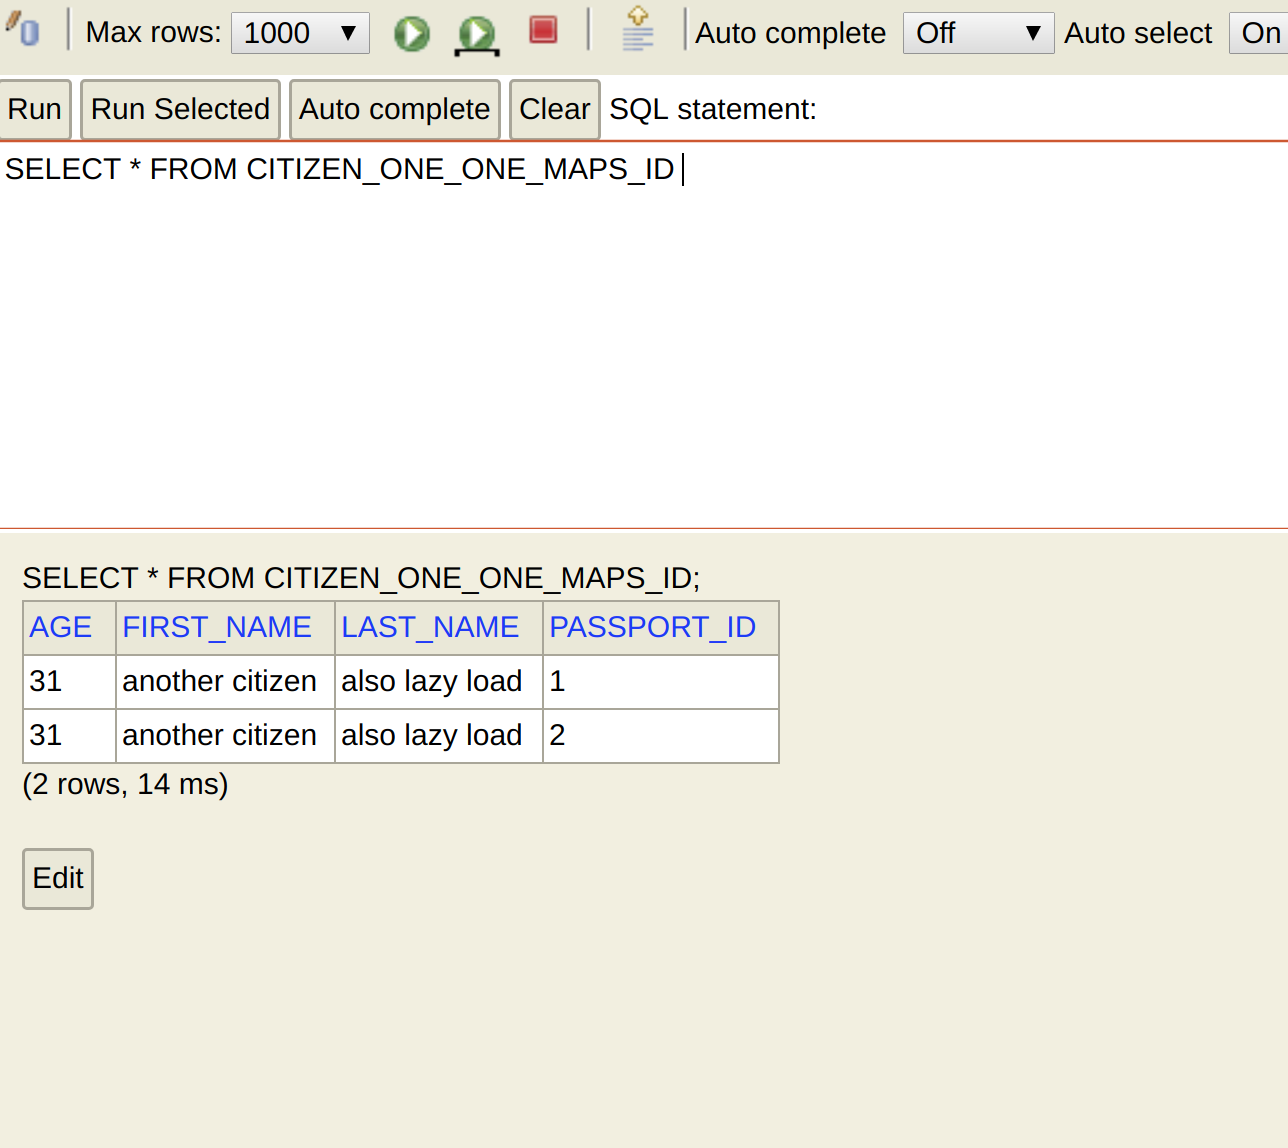 Max rows: 1000 Auto complete Off Auto select On
Run Run Selected Auto complete Clear SQL statement:
SELECT * FROM CITIZEN_ONE_ONE_MAPS_ID
SELECT * FROM CITIZEN_ONE_ONE_MAPS_ID;
AGE FIRST_NAME LAST_NAME PASSPORT_ID
31 another citizen also lazy load 1
31 another citizen also lazy load 2
(2 rows, 14 ms)
Edit